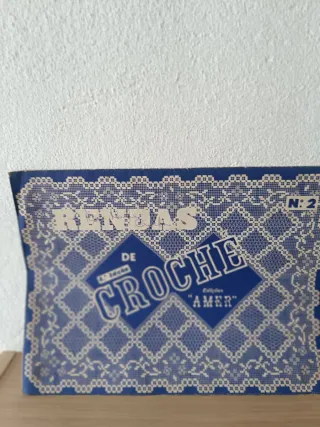 RENDAS
Nº 2
DE
CROCHE
Edições
"AMER"